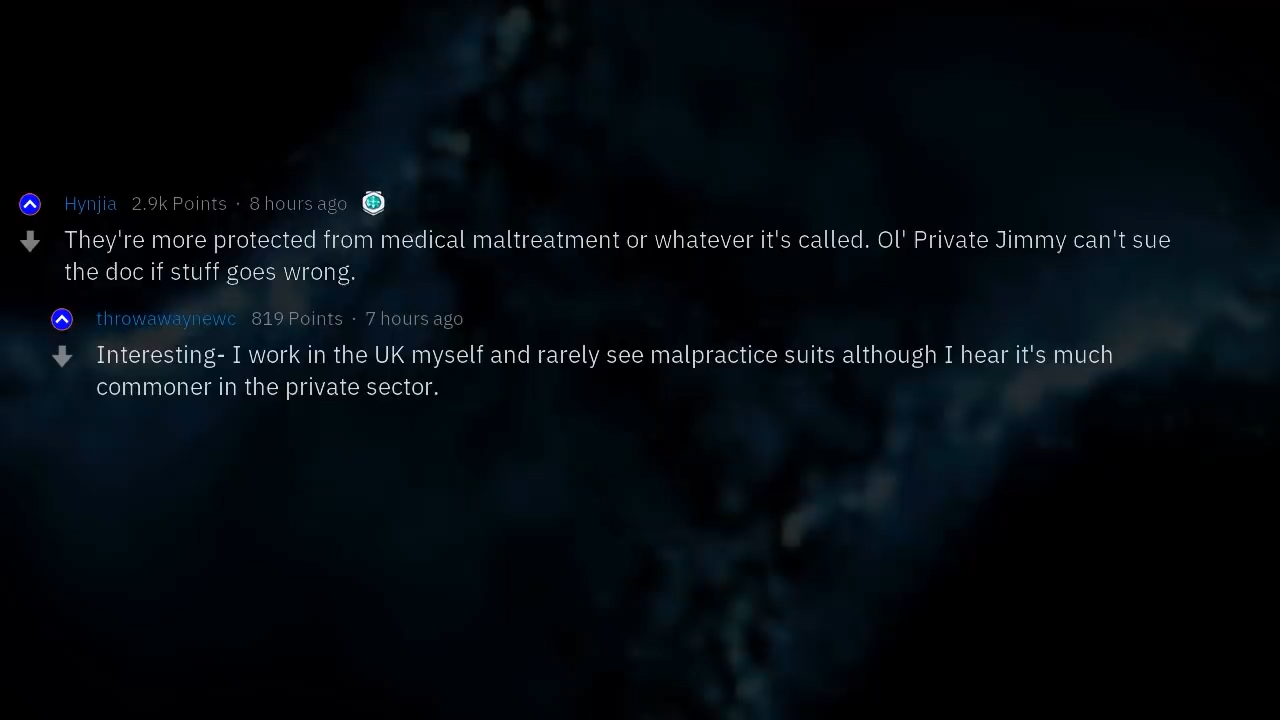 Hynjia 2.9k Points · 8 hours ago
They're more protected from medical maltreatment or whatever it's called. Ol' Private Jimmy can't sue
the doc if stuff goes wrong.
throwawaynewc 819 Points · 7 hours ago
Interesting- I work in the UK myself and rarely see malpractice suits although I hear it's much
commoner in the private sector.